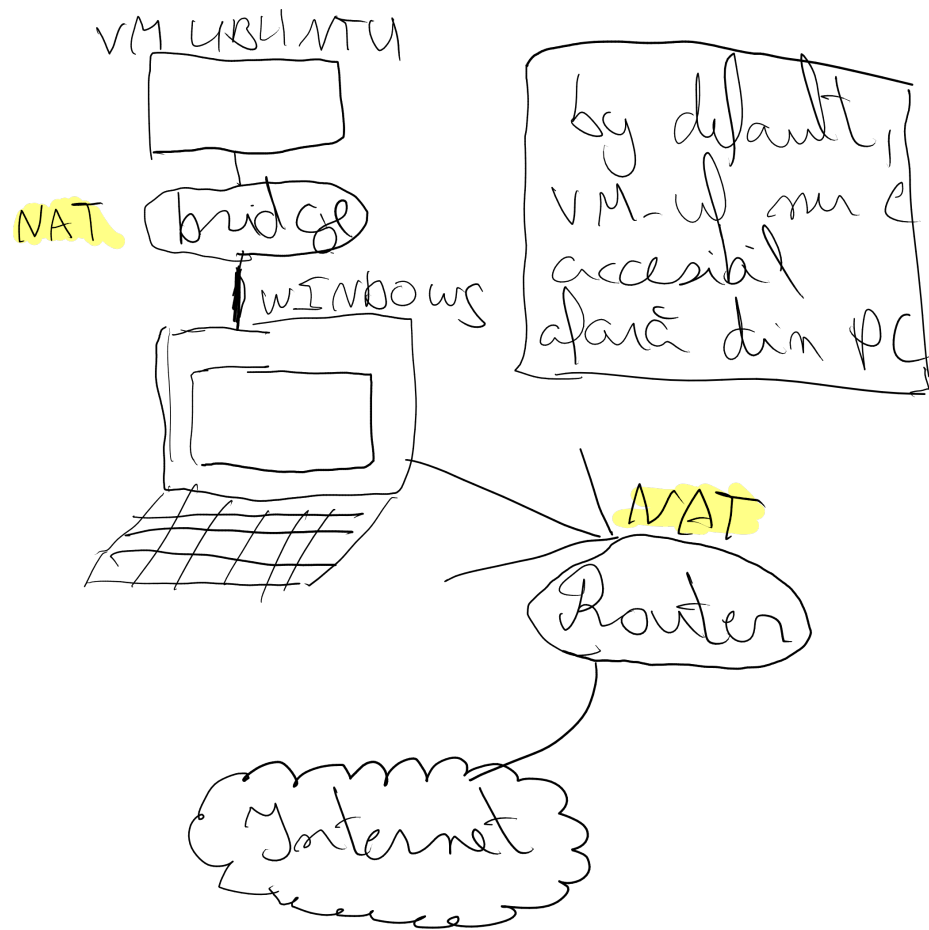 VM UBUNTU
NAT
bridge
WINDOWS
by default,
VM-ul nu e
accesibil
afară din PC
NAT
Router
Internet